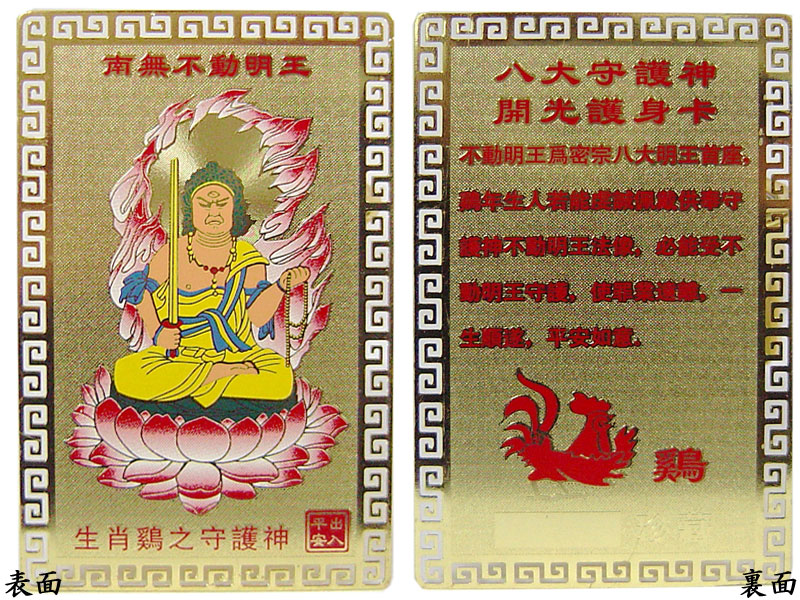 南無不動明王
生肖鷄之守護神
出入
平安
表面
八大守護神
開光護身卡
不動明王爲密宗八大明王首座，
鷄年生人若能虔誠佩戴供奉守
護神不動明王法像，必能受不
動明王守護，使罪業遠離，一
生順遂，平安如意．
鷄
裏面